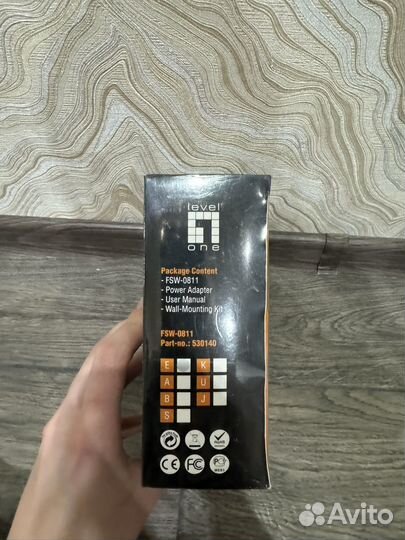 level
one
Package Content
- FSW-0811
- Power Adapter
- User Manual
- Wall-Mounting Kit
FSW-0811
Part-no.: 530140
E K
A U
B J
S
CE FC
Avito